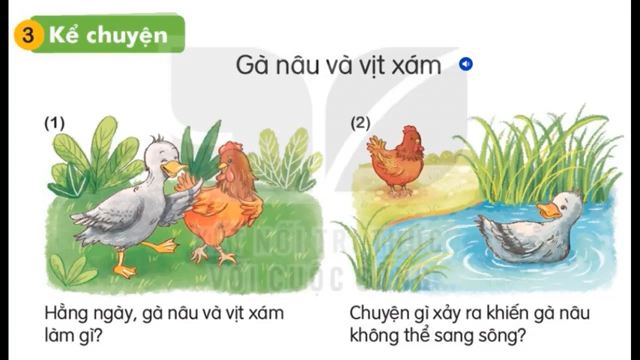 3 Kể chuyện
Gà nâu và vịt xám
(1)
(2)
Hằng ngày, gà nâu và vịt xám
làm gì?
Chuyện gì xảy ra khiến gà nâu
không thể sang sông?